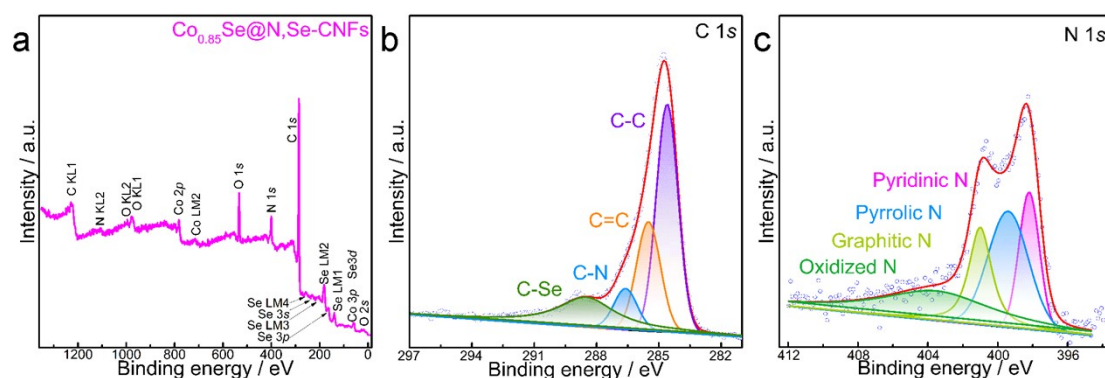 a
Co0.85Se@N,Se-CNFs
Intensity / a.u.
C KL1
N KL2
O KL2
O KL1
Co 2p
Co LM2
O 1s
N 1s
C 1s
Se LM2
Se LM1
Co 3p
Se3d
O 2s
Se LM4
Se 3s
Se LM3
Se 3p
1200 1000 800 600 400 200 0
Binding energy / eV
b
C 1s
Intensity / a.u.
C-C
C=C
C-N
C-Se
297 294 291 288 285 282
Binding energy / eV
c
N 1s
Intensity / a.u.
Pyridinic N
Pyrrolic N
Graphitic N
Oxidized N
412 408 404 400 396
Binding energy / eV